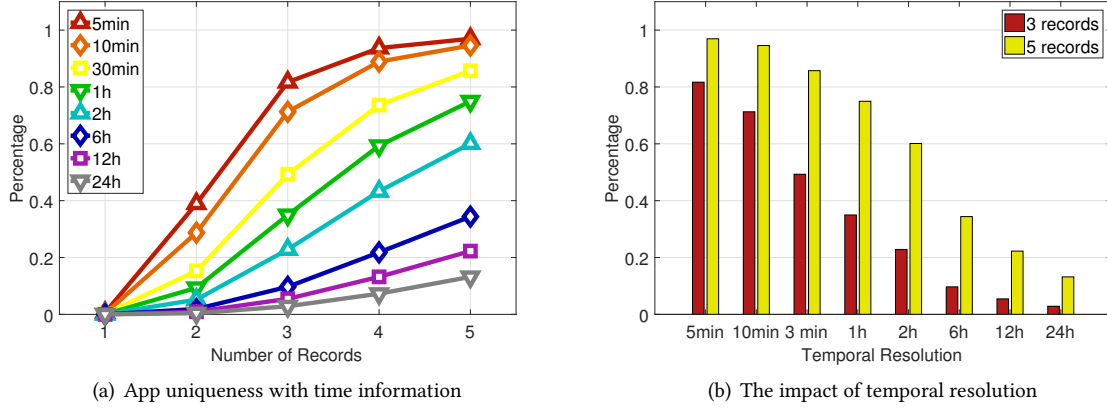 5min
10min
30min
1h
2h
6h
12h
24h
1
0.8
0.6
0.4
0.2
0
Percentage
1 2 3 4 5
Number of Records
(a) App uniqueness with time information
3 records
5 records
1
0.8
0.6
0.4
0.2
0
Percentage
5min 10min 3 min 1h 2h 6h 12h 24h
Temporal Resolution
(b) The impact of temporal resolution